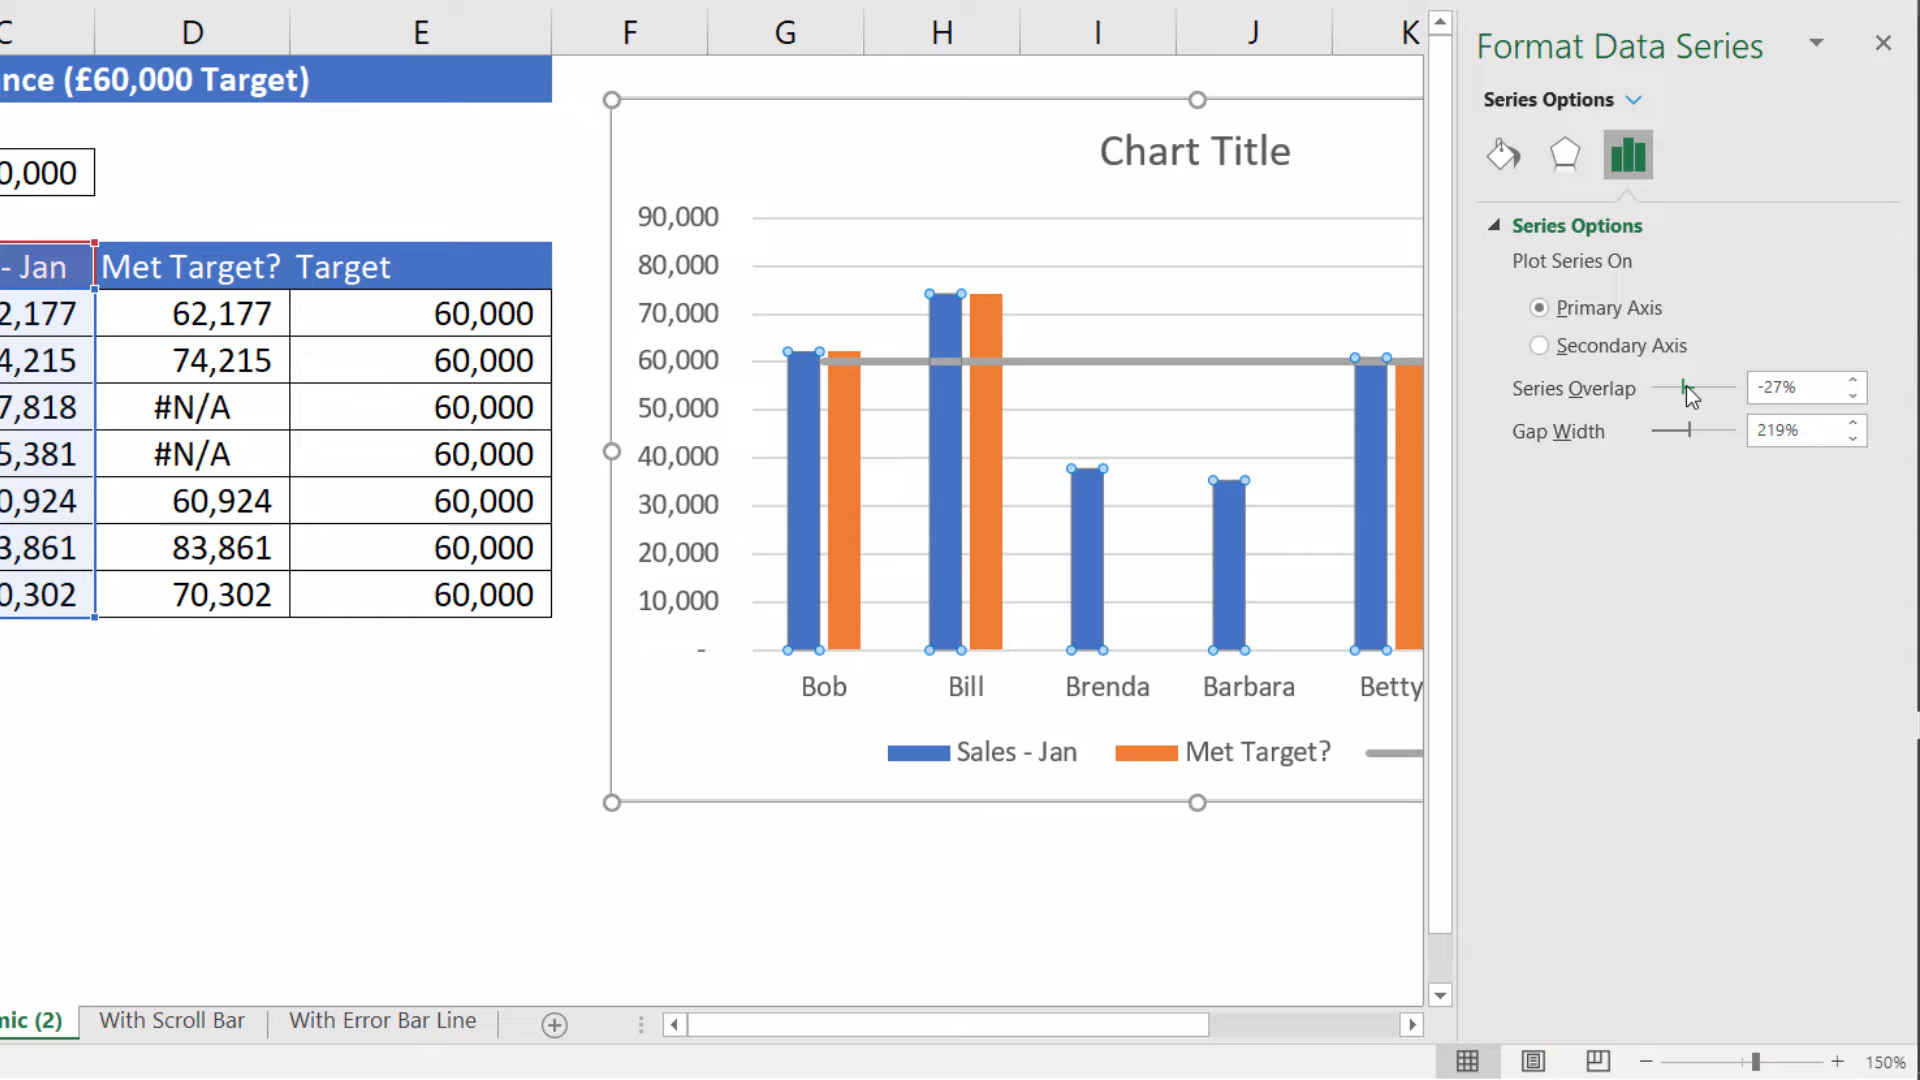 C D E F G H I J K
nce (£60,000 Target)
0,000
- Jan Met Target? Target
2,177 62,177 60,000
4,215 74,215 60,000
7,818 #N/A 60,000
5,381 #N/A 60,000
0,924 60,924 60,000
3,861 83,861 60,000
0,302 70,302 60,000
Chart Title
90,000
80,000
70,000
60,000
50,000
40,000
30,000
20,000
10,000
-
Bob Bill Brenda Barbara Betty
Sales - Jan Met Target?
Format Data Series
Series Options
Series Options
Plot Series On
Primary Axis
Secondary Axis
Series Overlap -27%
Gap Width 219%
mic (2) With Scroll Bar With Error Bar Line
150%